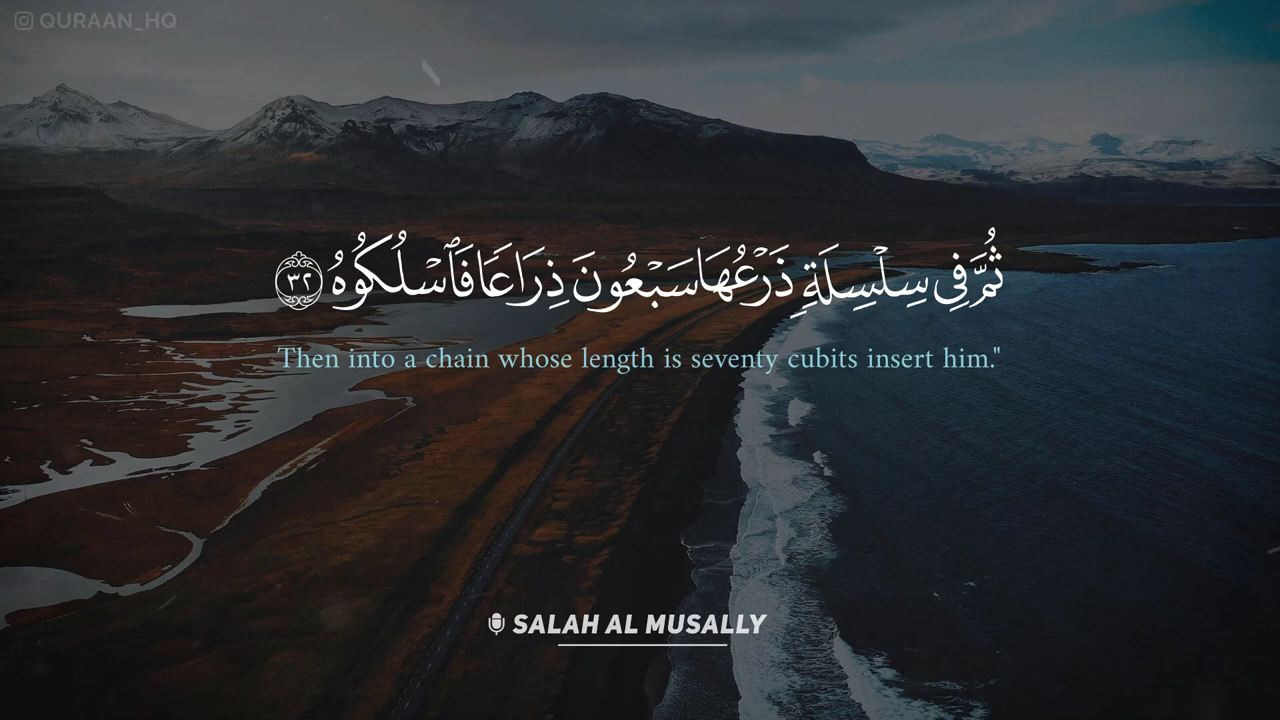 QURAAN_HQ
ثُمَّ فِي سِلْسِلَةٍ ذَرْعُهَا سَبْعُونَ ذِرَاعًا فَٱسْلُكُوهُ ٣٢
Then into a chain whose length is seventy cubits insert him."
SALAH AL MUSALLY